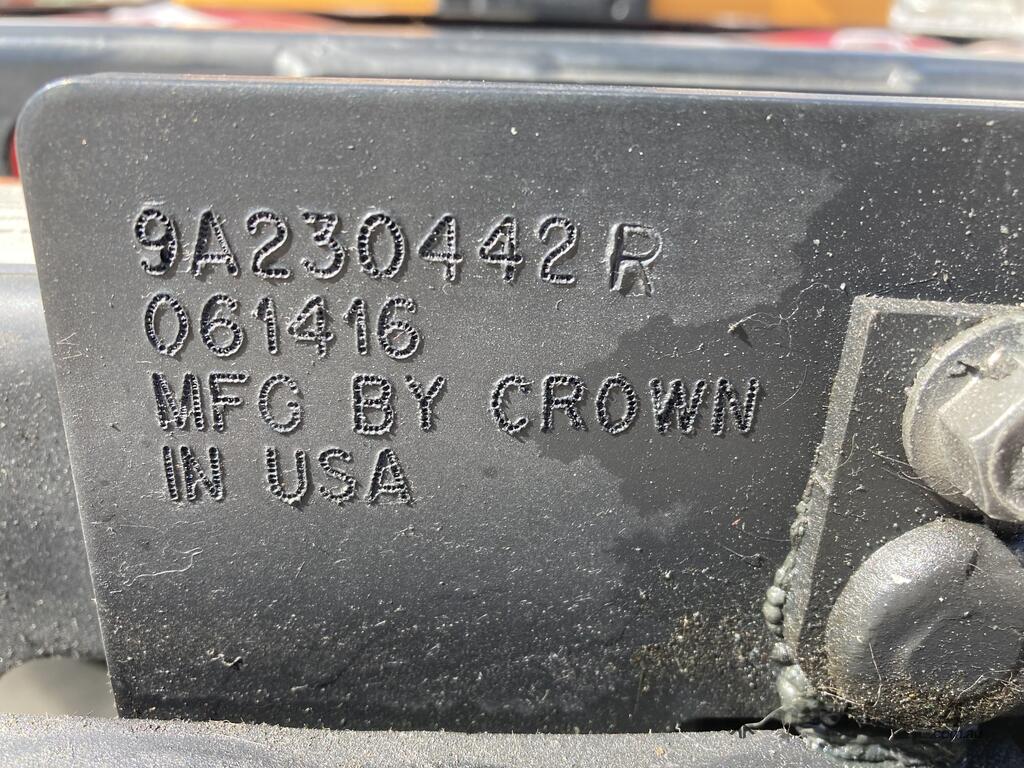 9A230442R
061416
MFG BY CROWN
IN USA